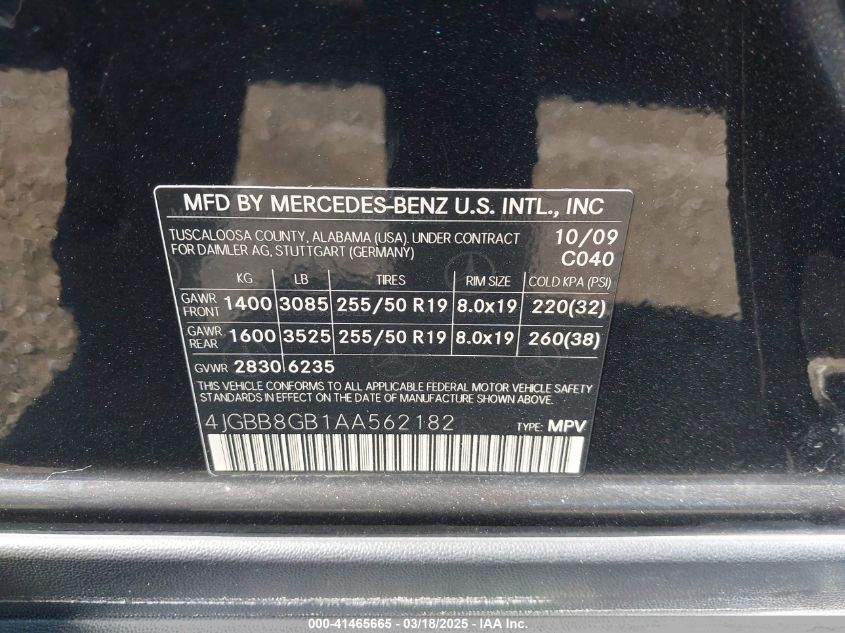 MFD BY MERCEDES-BENZ U.S. INTL., INC
TUSCALOOSA COUNTY, ALABAMA (USA). UNDER CONTRACT 10/09
FOR DAIMLER AG, STUTTGART (GERMANY) C040
KG LB TIRES RIM SIZE COLD KPA (PSI)
GAWR FRONT 1400 3085 255/50 R19 8.0x19 220(32)
GAWR REAR 1600 3525 255/50 R19 8.0x19 260(38)
GVWR 2830 6235
THIS VEHICLE CONFORMS TO ALL APPLICABLE FEDERAL MOTOR VEHICLE SAFETY
STANDARDS IN EFFECT ON THE DATE OF MANUFACTURE SHOWN ABOVE.
4JGBB8GB1AA562182 TYPE: MPV
000-41465665 - 03/18/2025 - IAA Inc.